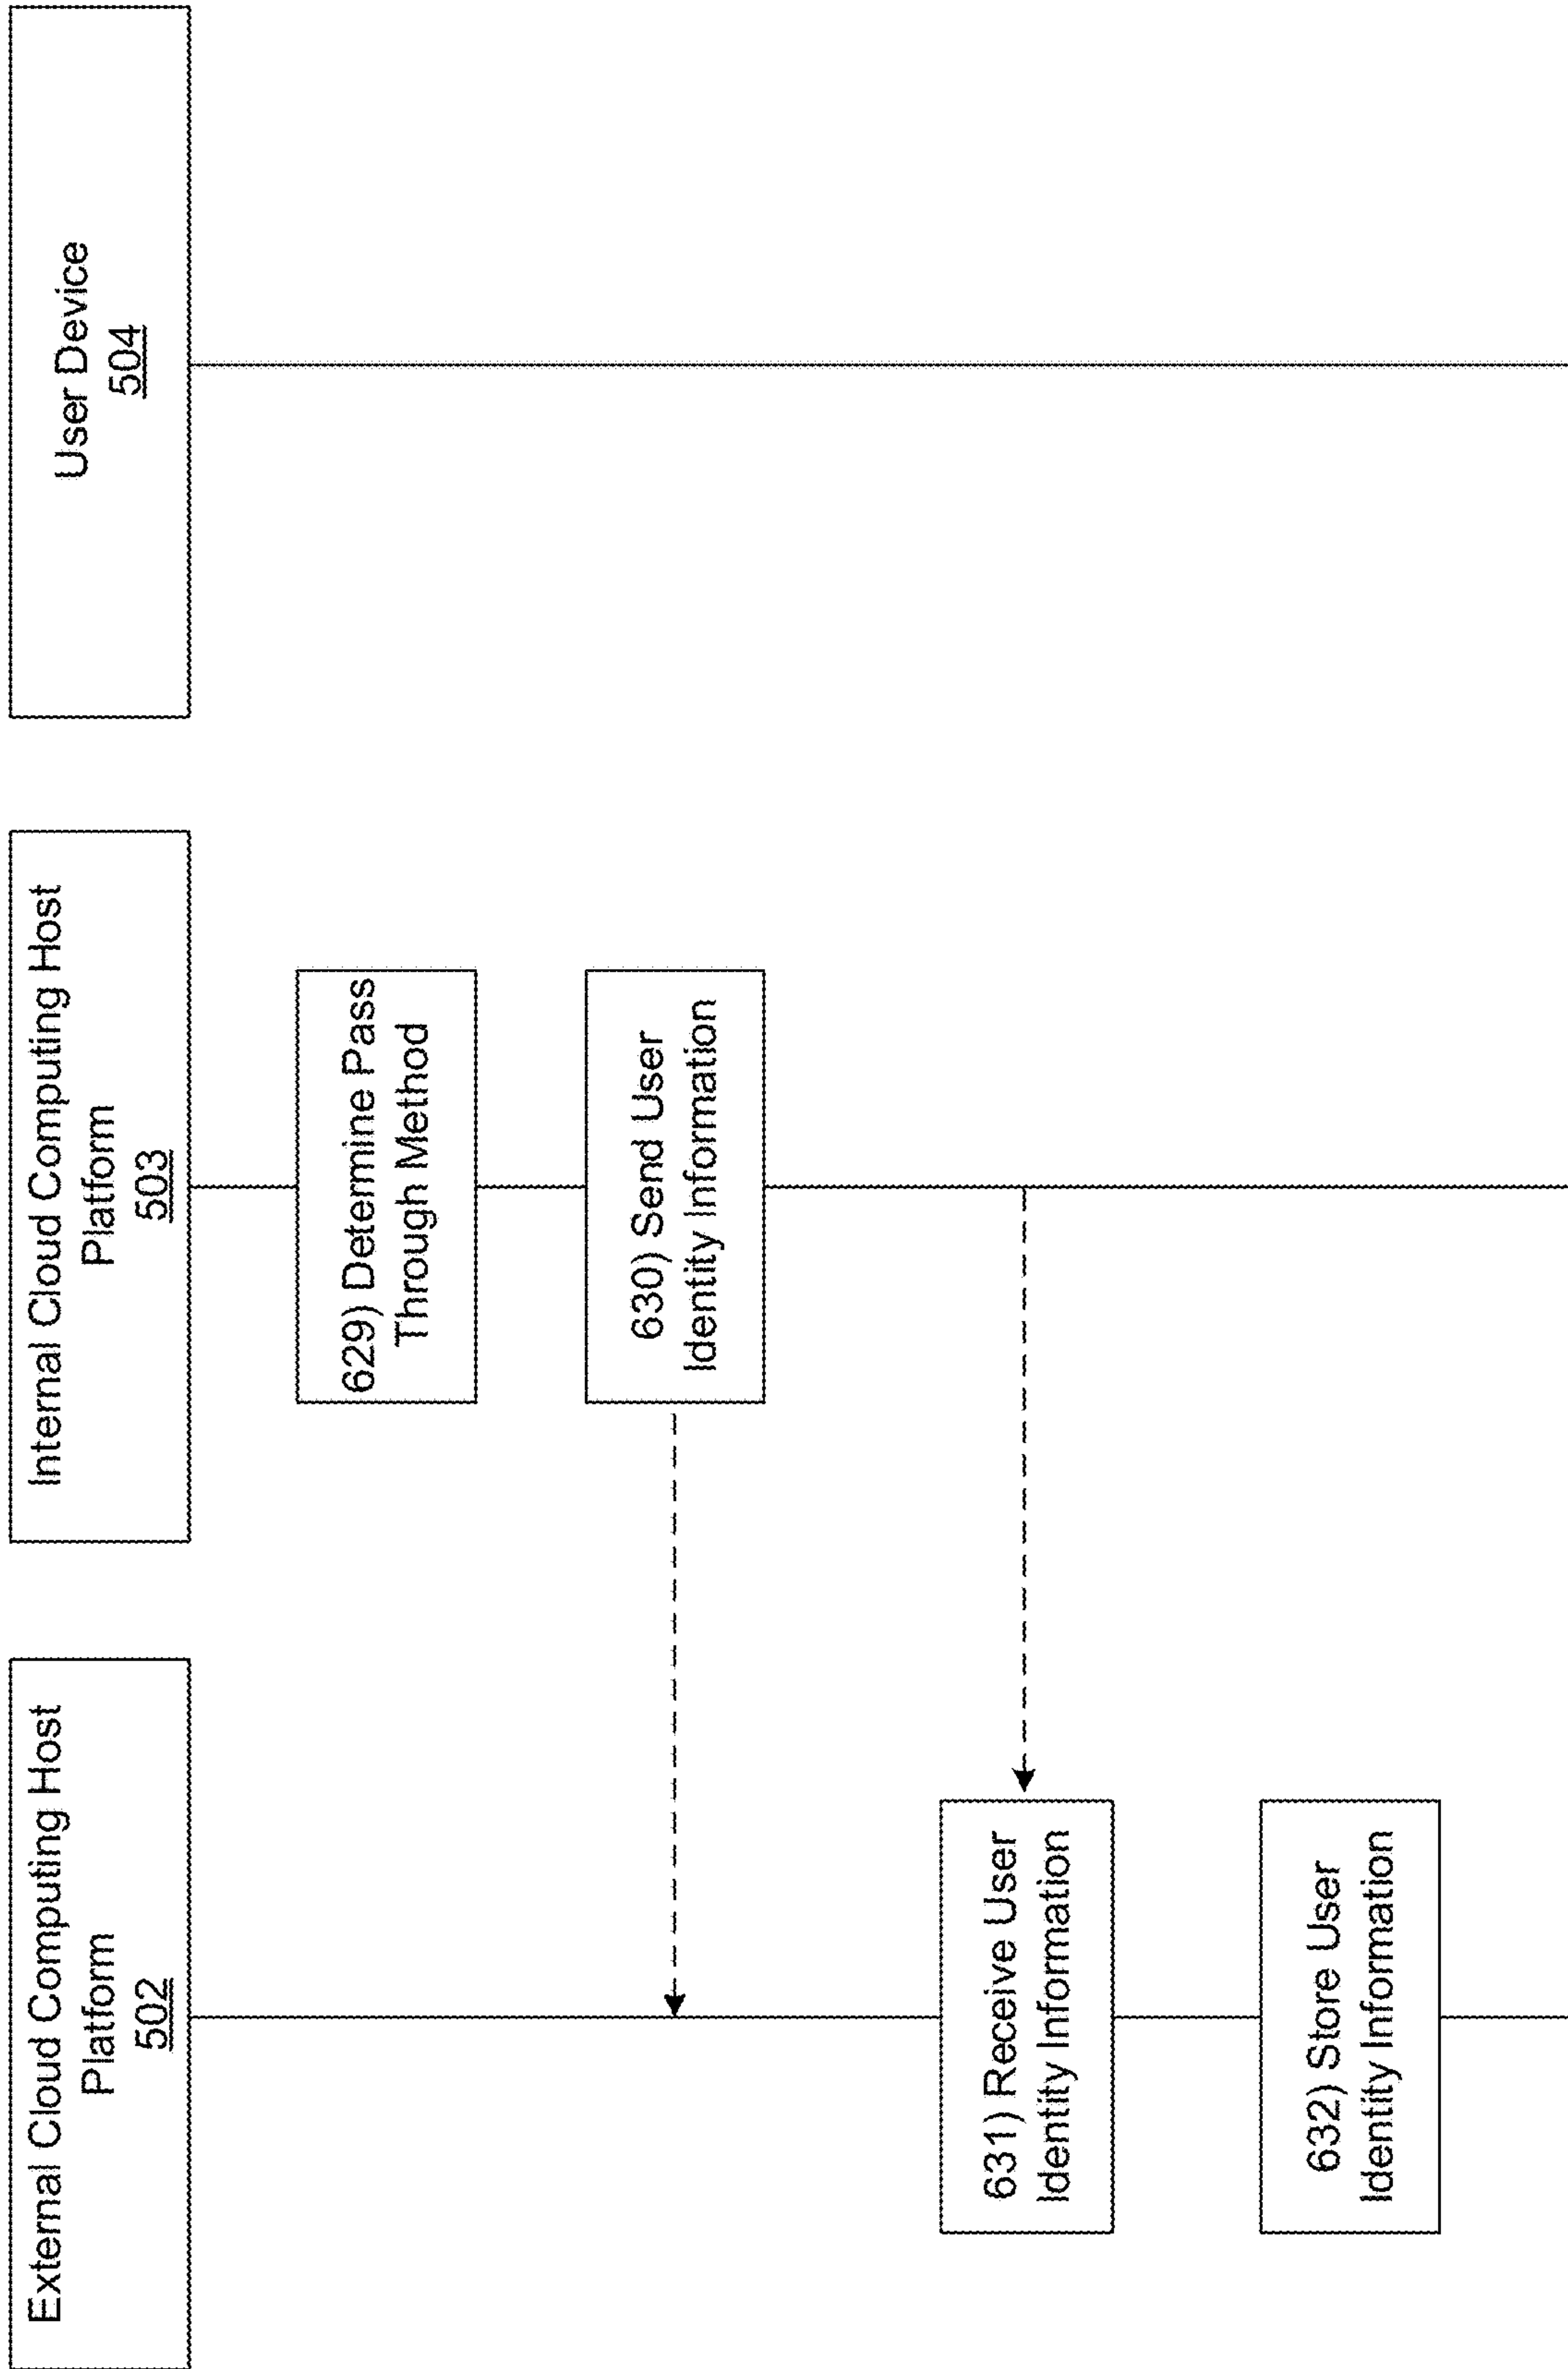 External Cloud Computing Host
Platform
502
Internal Cloud Computing Host
Platform
503
User Device
504
629) Determine Pass
Through Method
630) Send User
Identity Information
631) Receive User
Identity Information
632) Store User
Identity Information